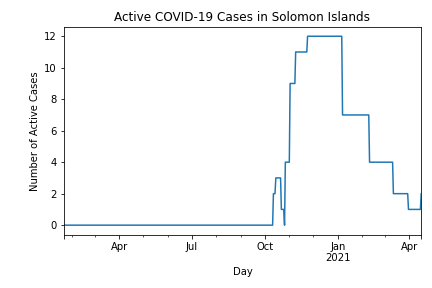 Active COVID-19 Cases in Solomon Islands
Number of Active Cases
12
10
8
6
4
2
0
Apr
Jul
Oct
Jan
2021
Apr
Day